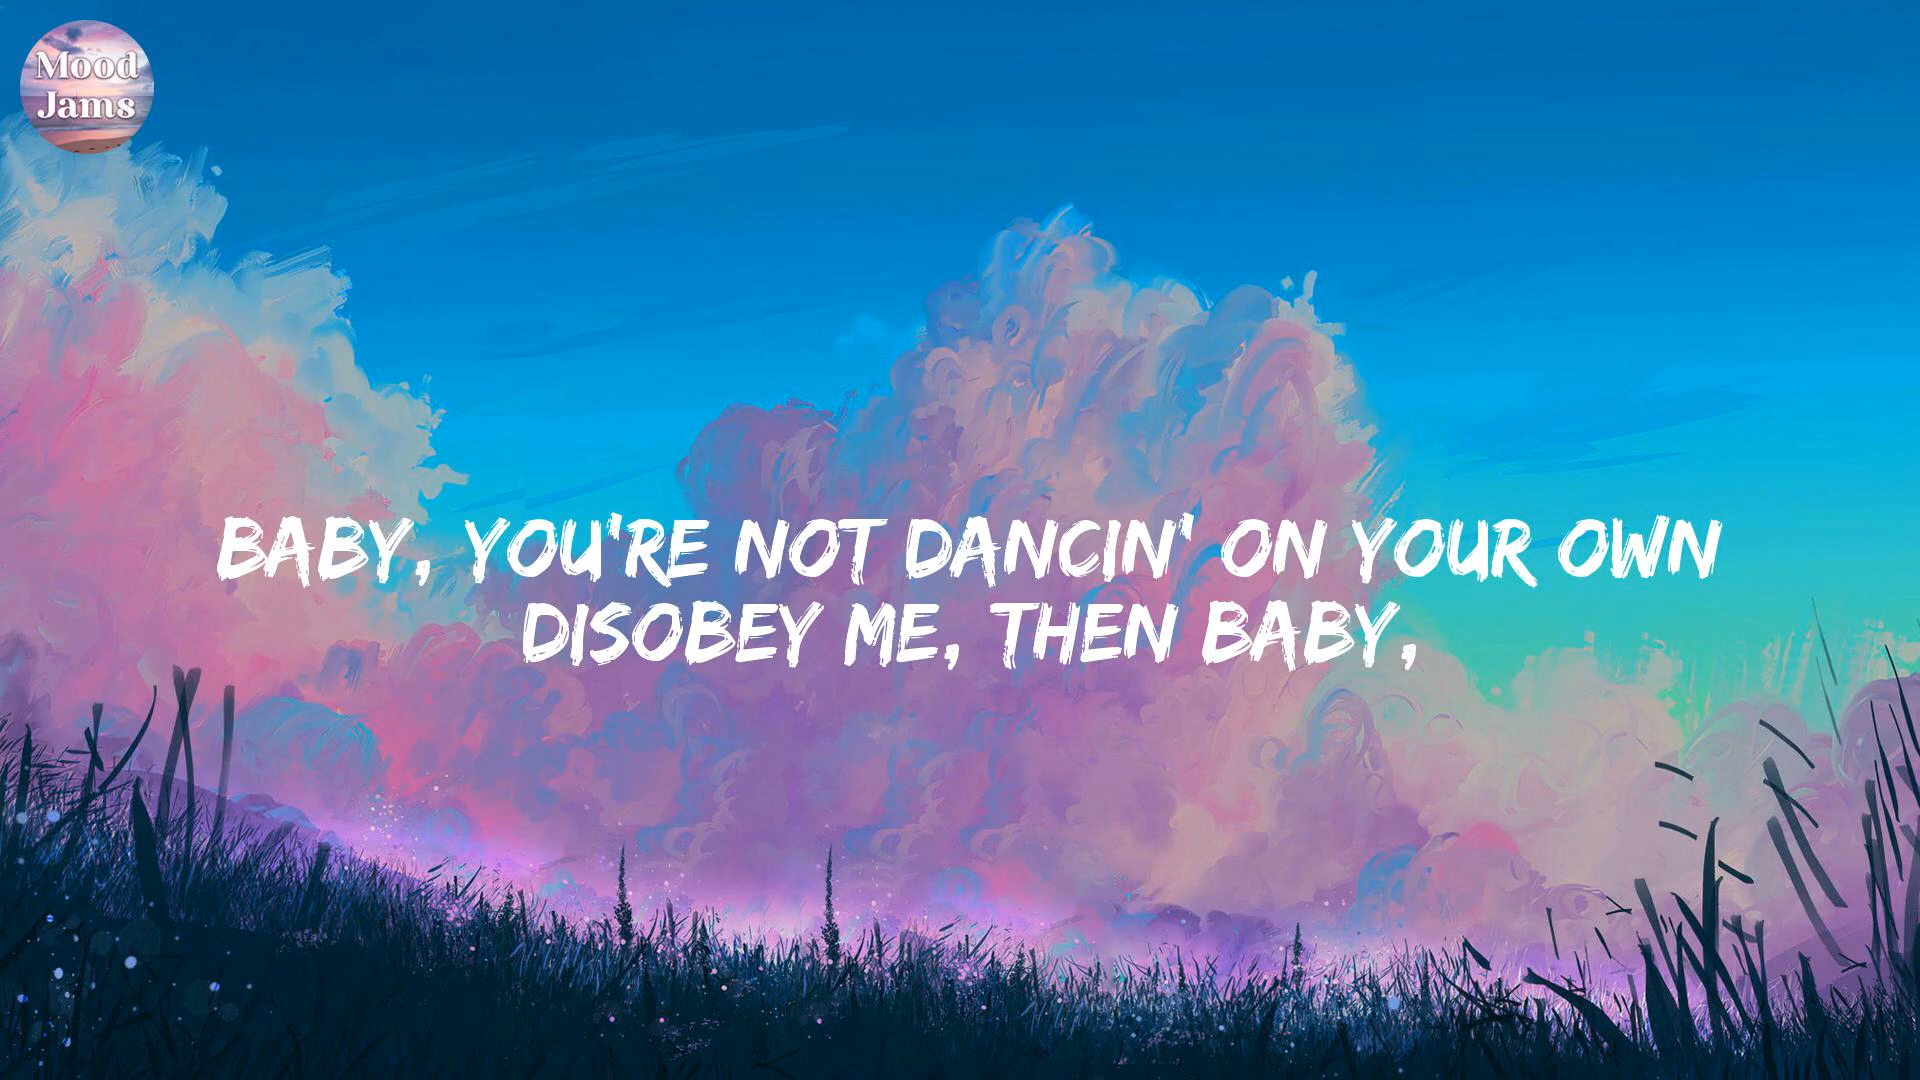 Mood
Jams
BABY, YOU'RE NOT DANCIN' ON YOUR OWN
DISOBEY ME, THEN BABY,